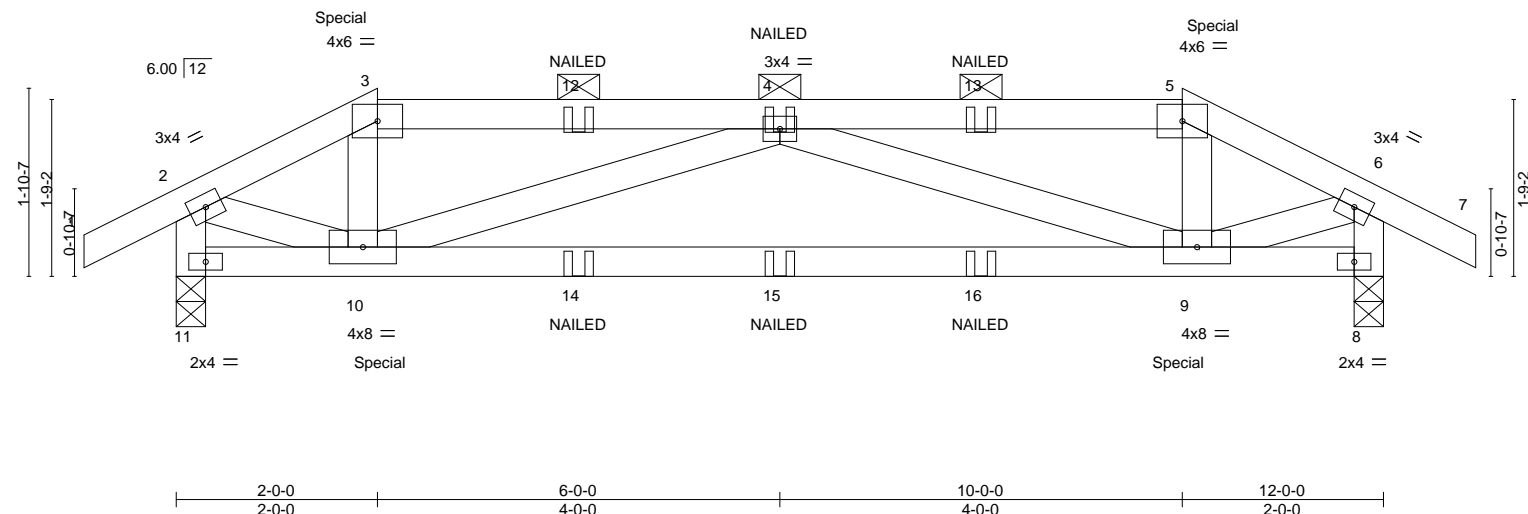 Special
4x6 =
NAILED
Special
4x6 =
6.00 12
NAILED
3x4 =
NAILED
3
12
4
13
5
3x4 =
3x4 =
2
6
7
1-10-7
1-9-2
0-10-7
0-10-7
1-9-2
10
14
15
16
9
NAILED
NAILED
NAILED
11
4x8 =
4x8 =
8
2x4 =
Special
Special
2x4 =
2-0-0
6-0-0
10-0-0
12-0-0
2-0-0
4-0-0
4-0-0
2-0-0